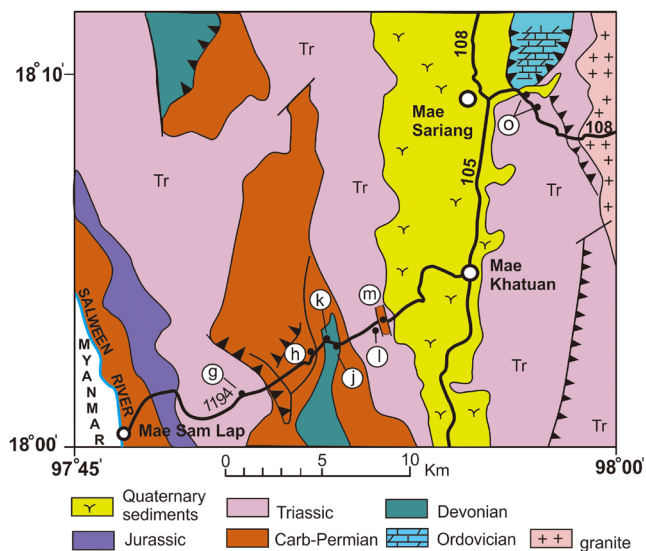 18°10'
Tr
108
Mae
Sariang
o
108
Tr
Tr
105
Tr
Mae
Khatuan
k
m
SALWEEN RIVER
MYANMAR
g
h
l
j
1194
Tr
Tr
Mae Sam Lap
18°00'
97°45'
98°00'
0 5 10
Km
Quaternary
sediments
Triassic
Devonian
Jurassic
Carb-Permian
Ordovician
granite